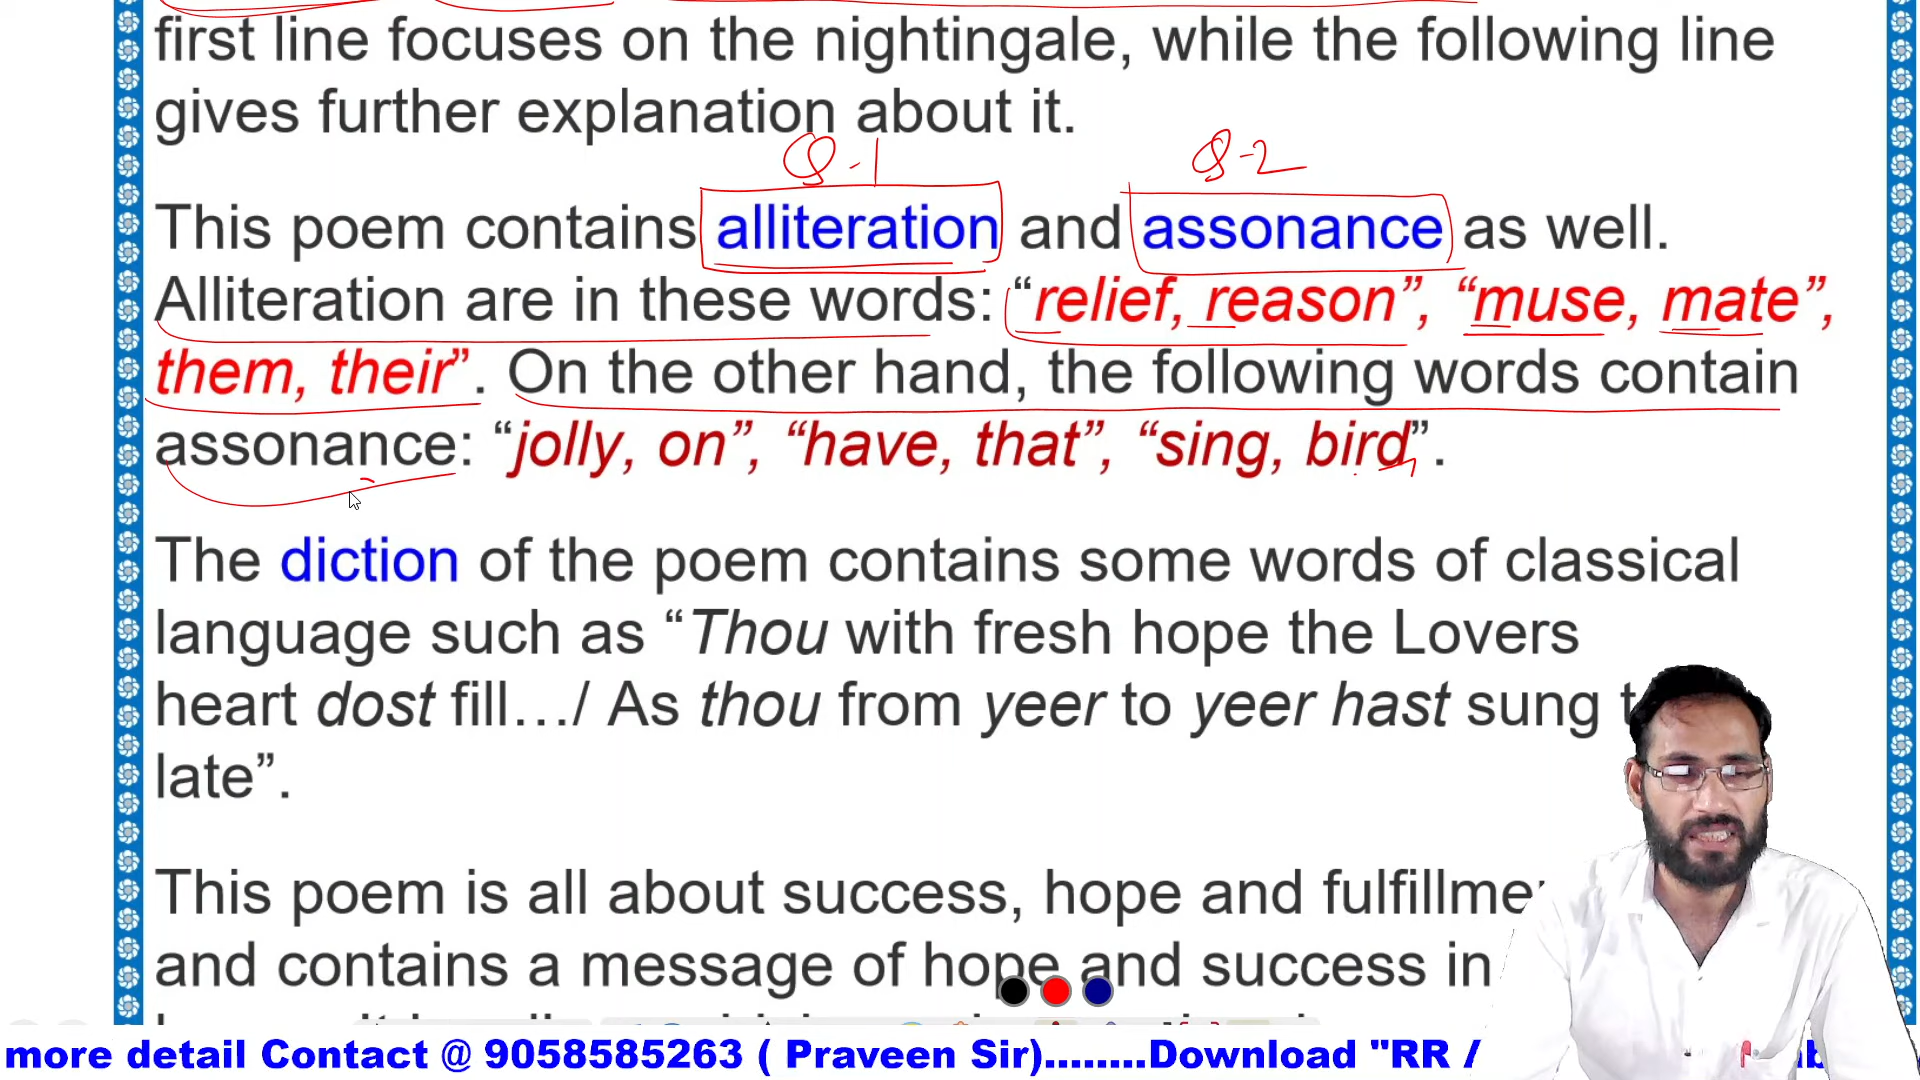 first line focuses on the nightingale, while the following line
gives further explanation about it.
Q-1 Q-2
This poem contains alliteration and assonance as well.
Alliteration are in these words: “relief, reason”, “muse, mate”,
them, their”. On the other hand, the following words contain
assonance: “jolly, on”, “have, that”, “sing, bird”.
The diction of the poem contains some words of classical
language such as “Thou with fresh hope the Lovers
heart dost fill…/ As thou from yeer to yeer hast sung
late”.
This poem is all about success, hope and
and contains a message of hope and success in
more detail Contact @ 9058585263 ( Praveen Sir)........Download "RR /